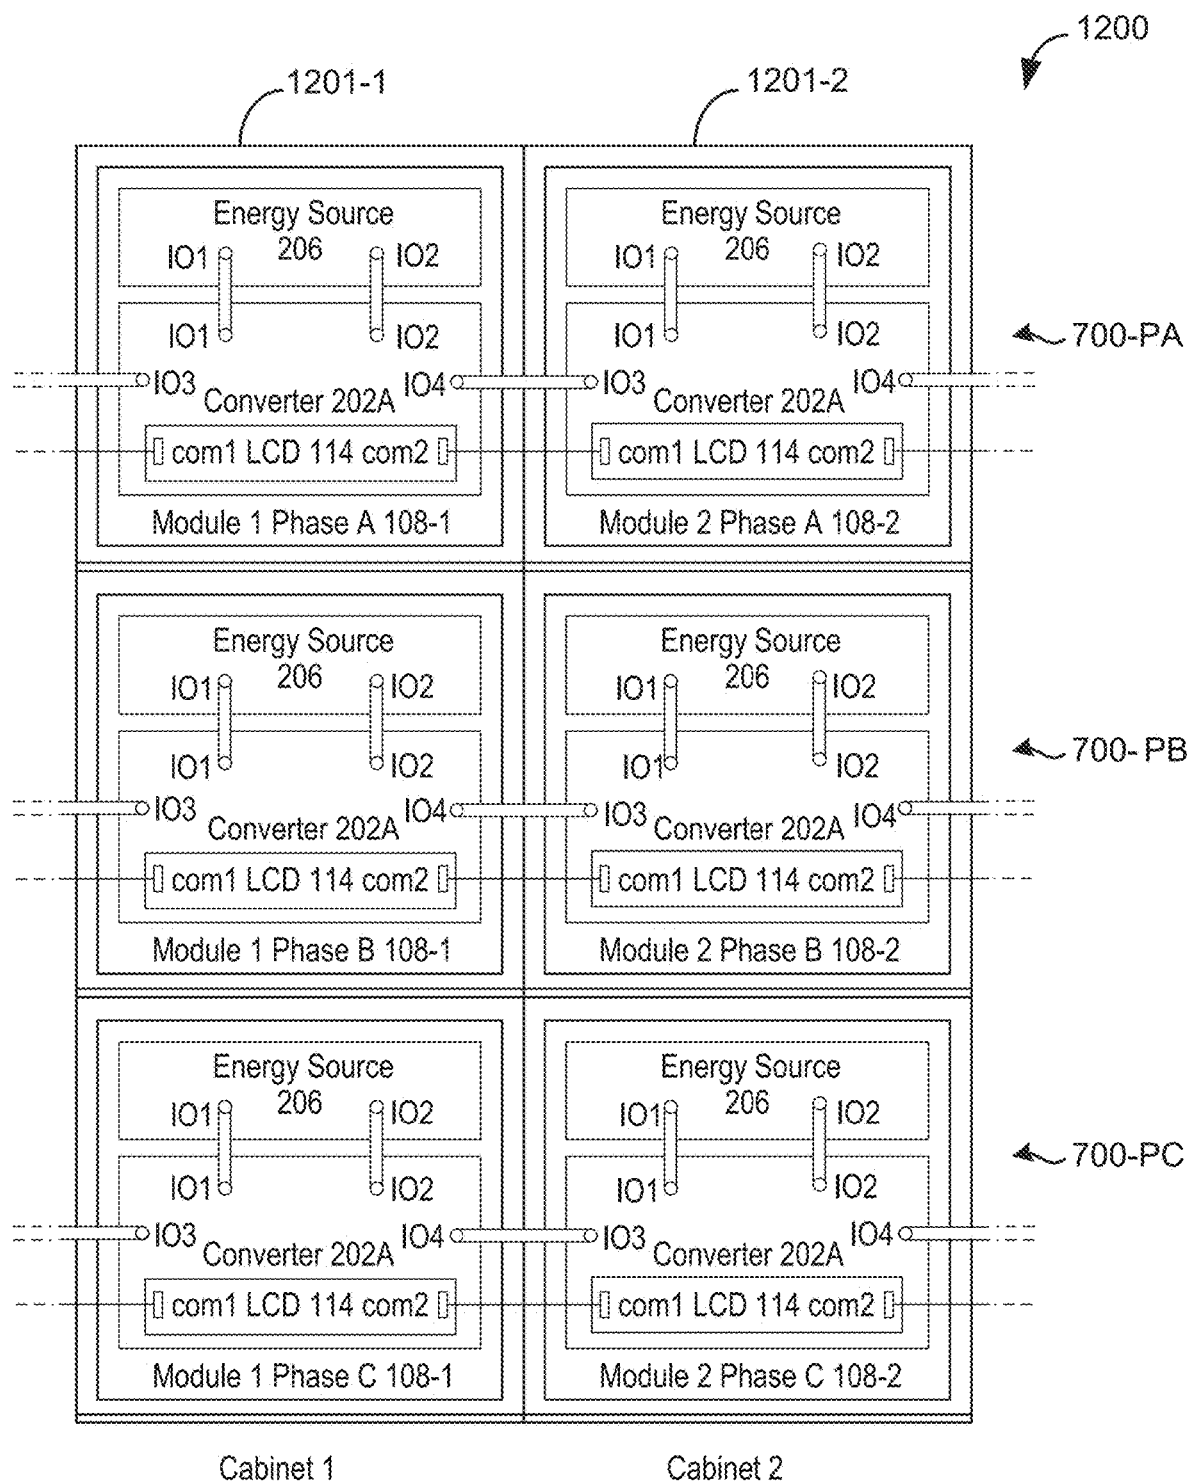 1200
1201-1
1201-2
Energy Source
206
IO1
IO2
IO1
IO2
IO3
IO4
Converter 202A
com1 LCD 114 com2
Module 1 Phase A 108-1
Energy Source
206
IO1
IO2
IO1
IO2
IO3
IO4
Converter 202A
com1 LCD 114 com2
Module 2 Phase A 108-2
700-PA
Energy Source
206
IO1
IO2
IO1
IO2
IO3
IO4
Converter 202A
com1 LCD 114 com2
Module 1 Phase B 108-1
Energy Source
206
IO1
IO2
IO1
IO2
IO3
IO4
Converter 202A
com1 LCD 114 com2
Module 2 Phase B 108-2
700- PB
Energy Source
206
IO1
IO2
IO1
IO2
IO3
IO4
Converter 202A
com1 LCD 114 com2
Module 1 Phase C 108-1
Energy Source
206
IO1
IO2
IO1
IO2
IO3
IO4
Converter 202A
com1 LCD 114 com2
Module 2 Phase C 108-2
700-PC
Cabinet 1
Cabinet 2